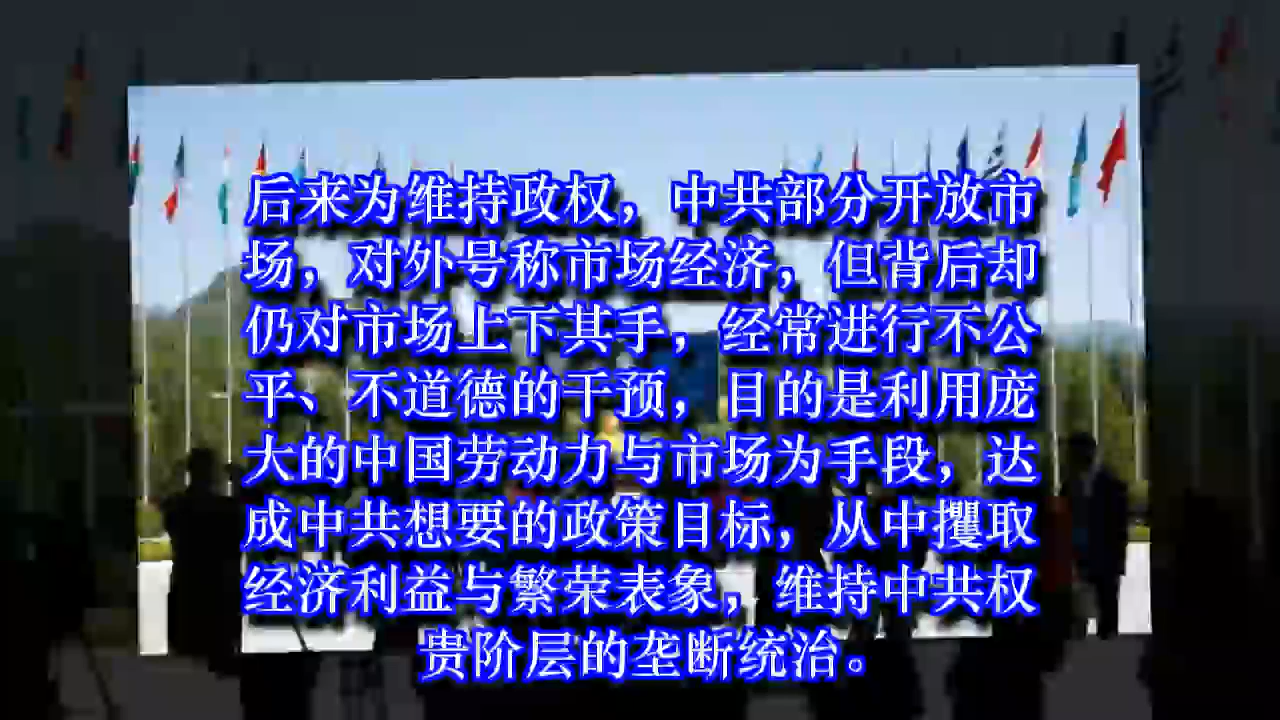 后来为维持政权，中共部分开放市
场，对外号称市场经济，但背后却
仍对市场上下其手，经常进行不公
平、不道德的干预，目的是利用庞
大的中国劳动力与市场为手段，达
成中共想要的政策目标，从中攫取
经济利益与繁荣表象，维持中共权
贵阶层的垄断统治。